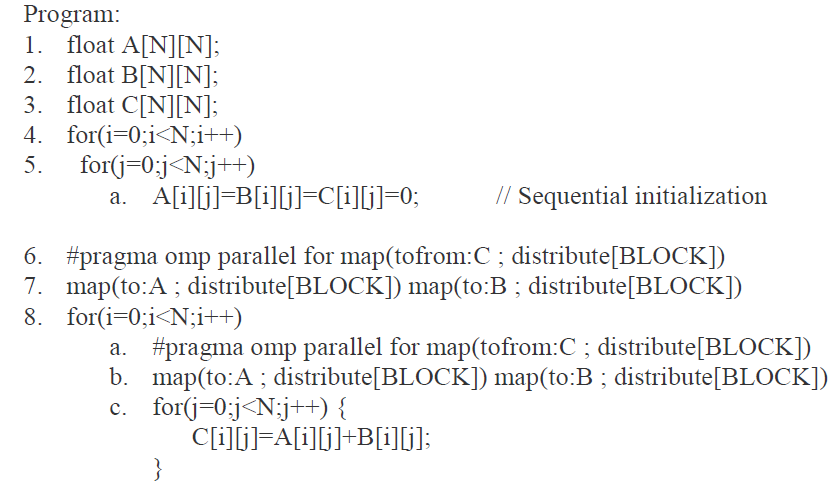 Program:
1. float A[N][N];
2. float B[N][N];
3. float C[N][N];
4. for(i=0;i<N;i++)
5. for(j=0;j<N;j++)
a. A[i][j]=B[i][j]=C[i][j]=0; // Sequential initialization
6. #pragma omp parallel for map(tofrom:C ; distribute[BLOCK])
7. map(to:A ; distribute[BLOCK]) map(to:B ; distribute[BLOCK])
8. for(i=0;i<N;i++)
a. #pragma omp parallel for map(tofrom:C ; distribute[BLOCK])
b. map(to:A ; distribute[BLOCK]) map(to:B ; distribute[BLOCK])
c. for(j=0;j<N;j++) {
C[i][j]=A[i][j]+B[i][j];
}